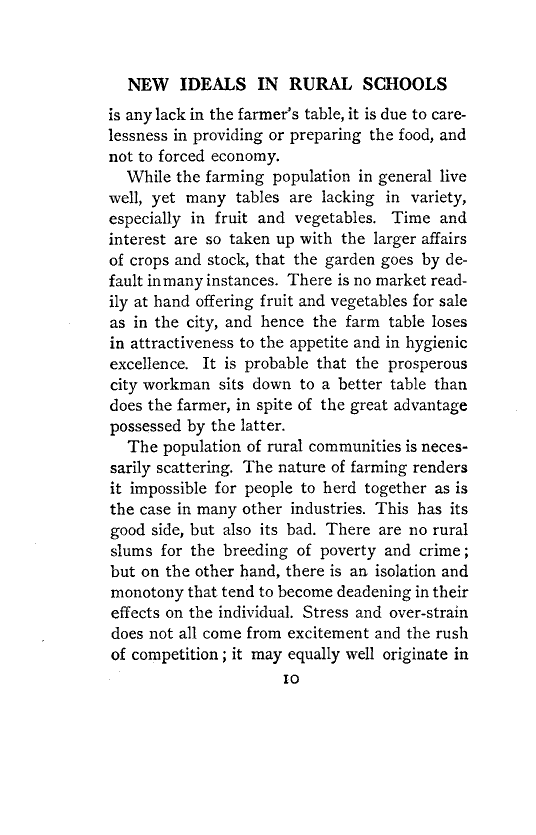 NEW IDEALS IN RURAL SCHOOLS
is any lack in the farmer's table, it is due to care-
lessness in providing or preparing the food, and
not to forced economy.
While the farming population in general live
well, yet many tables are lacking in variety,
especially in fruit and vegetables. Time and
interest are so taken up with the larger affairs
of crops and stock, that the garden goes by de-
fault in many instances. There is no market read-
ily at hand offering fruit and vegetables for sale
as in the city, and hence the farm table loses
in attractiveness to the appetite and in hygienic
excellence. It is probable that the prosperous
city workman sits down to a better table than
does the farmer, in spite of the great advantage
possessed by the latter.
The population of rural communities is neces-
sarily scattering. The nature of farming renders
it impossible for people to herd together as is
the case in many other industries. This has its
good side, but also its bad. There are no rural
slums for the breeding of poverty and crime;
but on the other hand, there is an isolation and
monotony that tend to become deadening in their
effects on the individual. Stress and over-strain
does not all come from excitement and the rush
of competition; it may equally well originate in
10